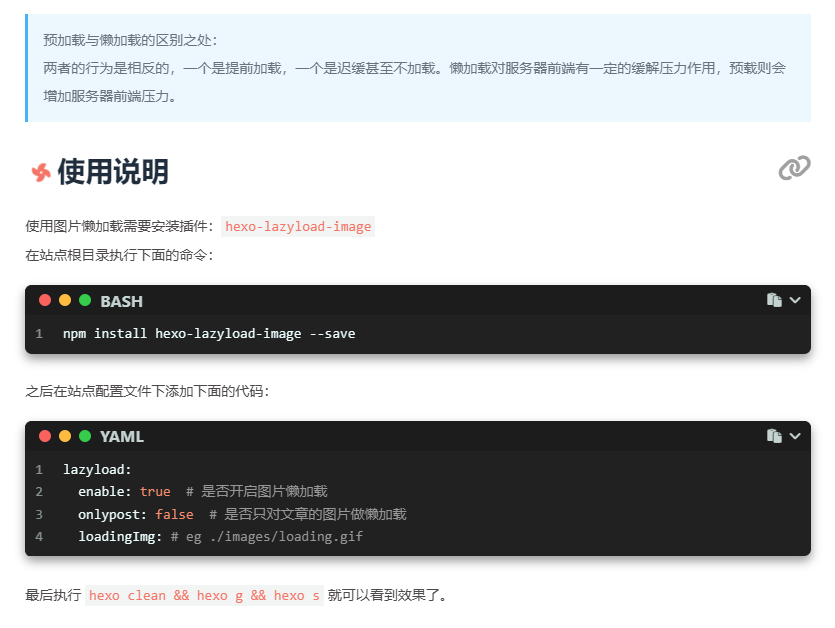 预加载与懒加载的区别之处：
两者的行为是相反的，一个是提前加载，一个是迟缓甚至不加载。懒加载对服务器前端有一定的缓解压力作用，预载则会
增加服务器前端压力。
使用说明
使用图片懒加载需要安装插件： hexo-lazyload-image
在站点根目录执行下面的命令：
BASH
1 npm install hexo-lazyload-image --save
之后在站点配置文件下添加下面的代码：
YAML
1 lazyload:
2   enable: true  # 是否开启图片懒加载
3   onlypost: false  # 是否只对文章的图片做懒加载
4   loadingImg: # eg ./images/loading.gif
最后执行 hexo clean && hexo g && hexo s 就可以看到效果了。